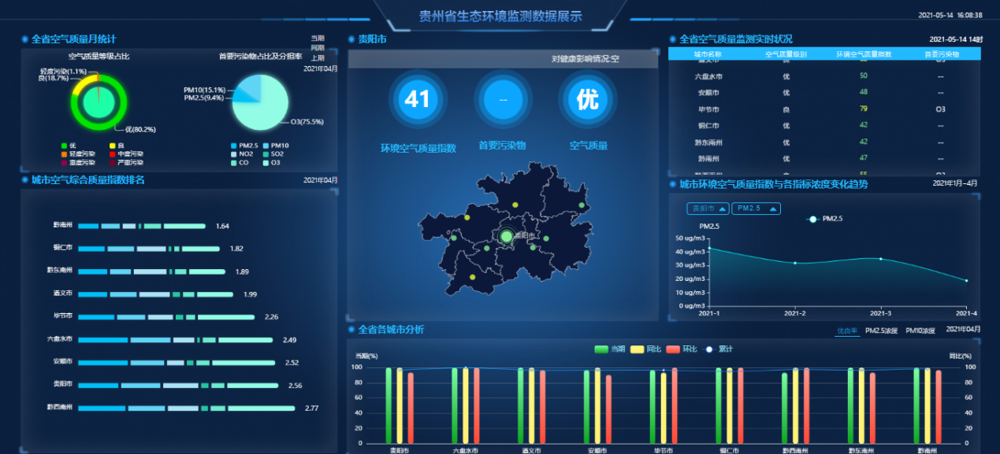 贵州省生态环境监测数据展示
2021-05-14 16:08:38
全省空气质量月统计
当期
同期
上期
空气质量等级占比
首要污染物占比及分担率
2021年04月
轻度污染(1.1%)
良(18.7%)
优(80.2%)
PM10(15.1%)
PM2.5(9.4%)
O3(75.5%)
优 良
轻度污染 中度污染
重度污染 严重污染
PM2.5 PM10
NO2 SO2
CO O3
城市空气综合质量指数排名
2021年04月
黔南州 1.64
铜仁市 1.82
黔东南州 1.89
遵义市 1.99
毕节市 2.26
六盘水市 2.49
安顺市 2.52
贵阳市 2.56
黔西南州 2.77
贵阳市
对健康影响情况:空
41
--
优
环境空气质量指数
首要污染物
空气质量
贵阳市
全省空气质量监测实时状况
2021-05-14 14时
城市名称 空气质量级别 环境空气质量指数 首要污染物
遵义市 良 O3
六盘水市 优 50 --
安顺市 优 48 --
毕节市 良 79 O3
铜仁市 优 42 --
黔东南州 优 42 --
黔南州 优 47 --
黔西南州 良 55 O3
城市环境空气质量指数与各指标浓度变化趋势
2021年1月-4月
贵阳市
PM2.5
PM2.5
PM2.5
50 ug/m3
40 ug/m3
30 ug/m3
20 ug/m3
10 ug/m3
0 ug/m3
2021-1 2021-2 2021-3 2021-4
全省各城市分析
优良率 PM2.5浓度 PM10浓度 2021年04月
当期 同比 环比 累计
当期(%)
同比(%)
100 100
80 80
60 60
40 40
20 20
0 0
贵阳市 六盘水市 遵义市 安顺市 毕节市 铜仁市 黔西南州 黔东南州 黔南州